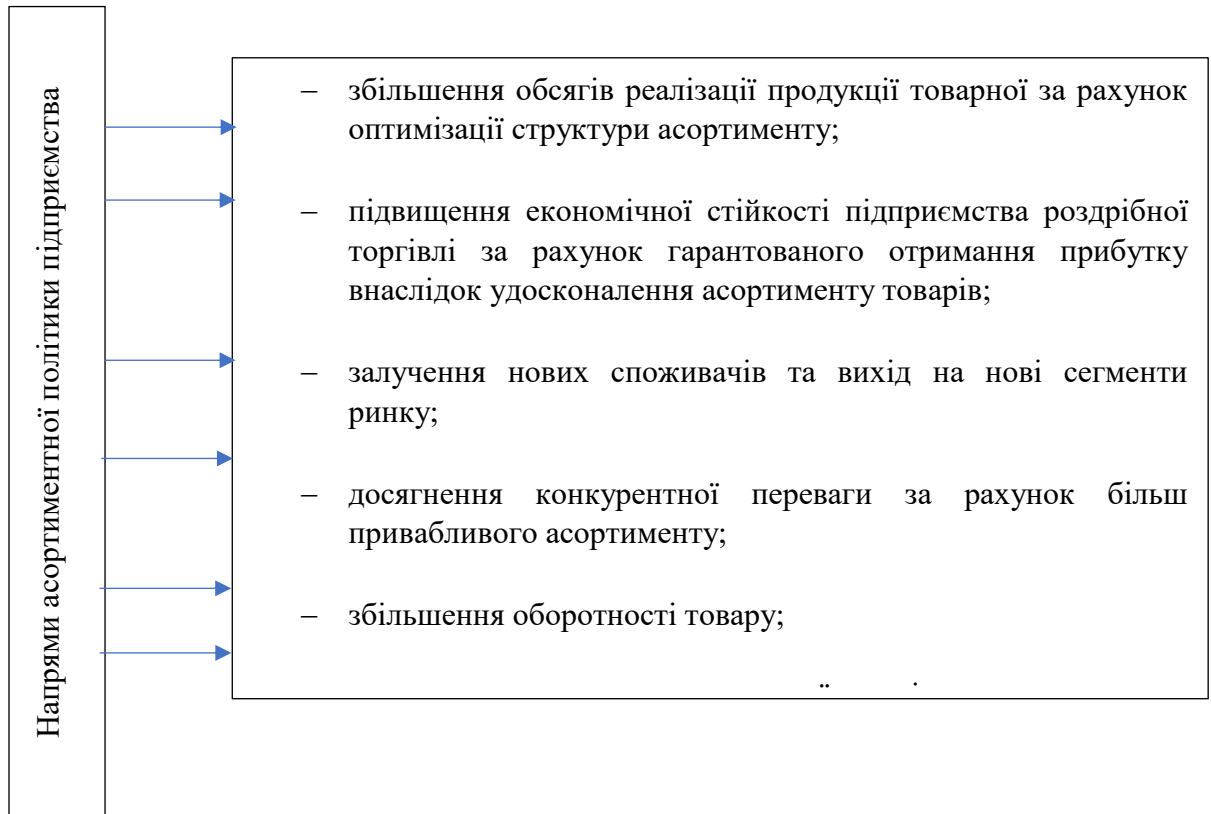 Напрями асортиментної політики підприємства
– збільшення обсягів реалізації продукції товарної за рахунок
оптимізації структури асортименту;
– підвищення економічної стійкості підприємства роздрібної
торгівлі за рахунок гарантованого отримання прибутку
внаслідок удосконалення асортименту товарів;
– залучення нових споживачів та вихід на нові сегменти
ринку;
– досягнення конкурентної переваги за рахунок більш
привабливого асортименту;
– збільшення оборотності товару;